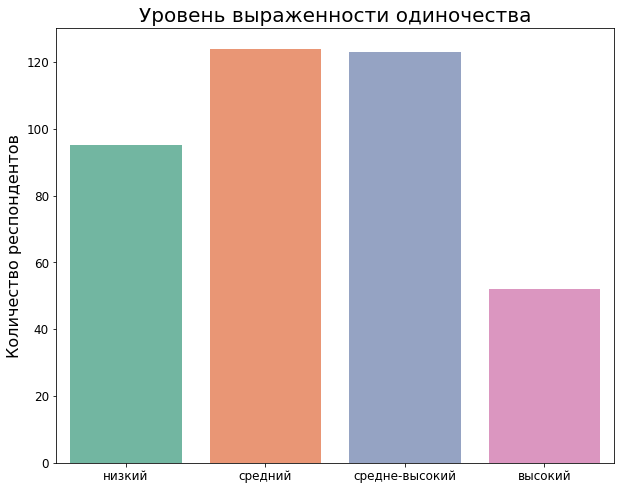 Уровень выраженности одиночества
Количество респондентов
120
100
80
60
40
20
0
низкий средний средне-высокий высокий